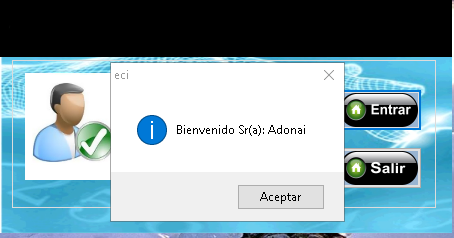 eci
Bienvenido Sr(a): Adonai
Entrar
Aceptar
Salir